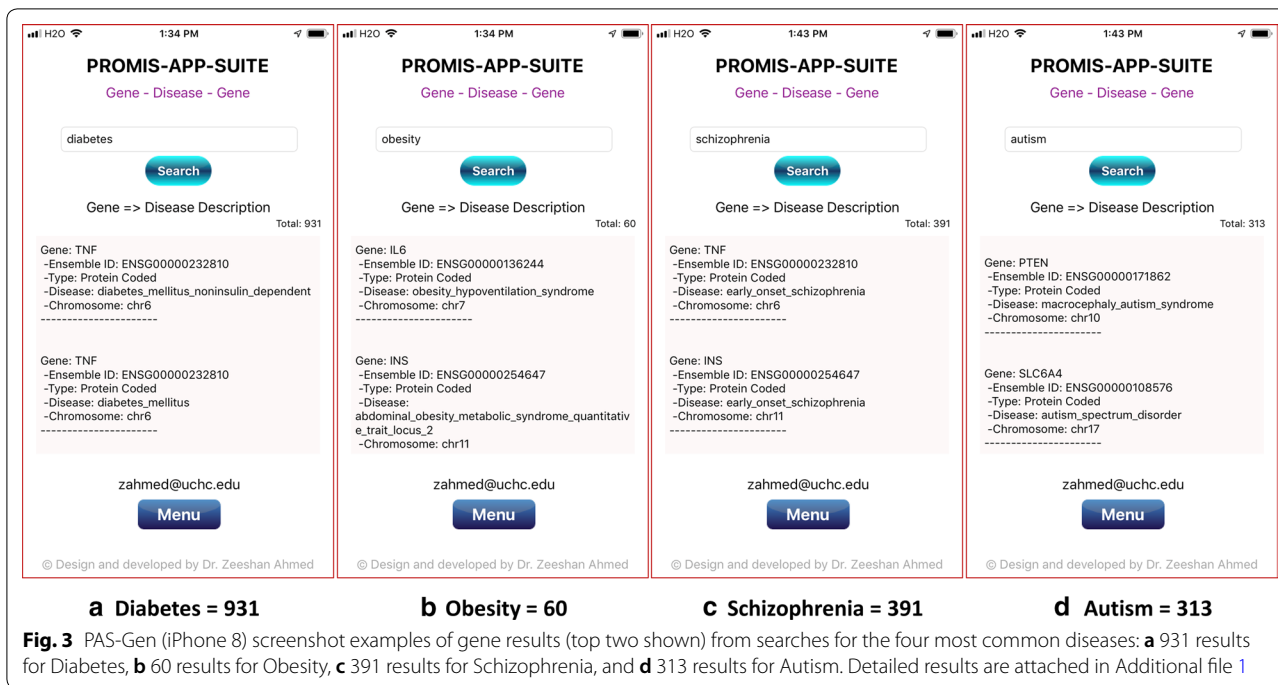 H2O 1:34 PM
PROMIS-APP-SUITE
Gene - Disease - Gene
diabetes
Search
Gene => Disease Description
Total: 931
Gene: TNF
-Ensemble ID: ENSG00000232810
-Type: Protein Coded
-Disease: diabetes_mellitus_noninsulin_dependent
-Chromosome: chr6
----------------------
Gene: TNF
-Ensemble ID: ENSG00000232810
-Type: Protein Coded
-Disease: diabetes_mellitus
-Chromosome: chr6
----------------------
zahmed@uchc.edu
Menu
© Design and developed by Dr. Zeeshan Ahmed
H2O 1:34 PM
PROMIS-APP-SUITE
Gene - Disease - Gene
obesity
Search
Gene => Disease Description
Total: 60
Gene: IL6
-Ensemble ID: ENSG00000136244
-Type: Protein Coded
-Disease: obesity_hypoventilation_syndrome
-Chromosome: chr7
----------------------
Gene: INS
-Ensemble ID: ENSG00000254647
-Type: Protein Coded
-Disease:
abdominal_obesity_metabolic_syndrome_quantitativ
e_trait_locus_2
-Chromosome: chr11
zahmed@uchc.edu
Menu
© Design and developed by Dr. Zeeshan Ahmed
H2O 1:43 PM
PROMIS-APP-SUITE
Gene - Disease - Gene
schizophrenia
Search
Gene => Disease Description
Total: 391
Gene: TNF
-Ensemble ID: ENSG00000232810
-Type: Protein Coded
-Disease: early_onset_schizophrenia
-Chromosome: chr6
----------------------
Gene: INS
-Ensemble ID: ENSG00000254647
-Type: Protein Coded
-Disease: early_onset_schizophrenia
-Chromosome: chr11
----------------------
zahmed@uchc.edu
Menu
© Design and developed by Dr. Zeeshan Ahmed
H2O 1:43 PM
PROMIS-APP-SUITE
Gene - Disease - Gene
autism
Search
Gene => Disease Description
Total: 313
Gene: PTEN
-Ensemble ID: ENSG00000171862
-Type: Protein Coded
-Disease: macrocephaly_autism_syndrome
-Chromosome: chr10
----------------------
Gene: SLC6A4
-Ensemble ID: ENSG00000108576
-Type: Protein Coded
-Disease: autism_spectrum_disorder
-Chromosome: chr17
----------------------
zahmed@uchc.edu
Menu
© Design and developed by Dr. Zeeshan Ahmed
a Diabetes = 931
b Obesity = 60
c Schizophrenia = 391
d Autism = 313
Fig. 3 PAS-Gen (iPhone 8) screenshot examples of gene results (top two shown) from searches for the four most common diseases: a 931 results
for Diabetes, b 60 results for Obesity, c 391 results for Schizophrenia, and d 313 results for Autism. Detailed results are attached in Additional file 1